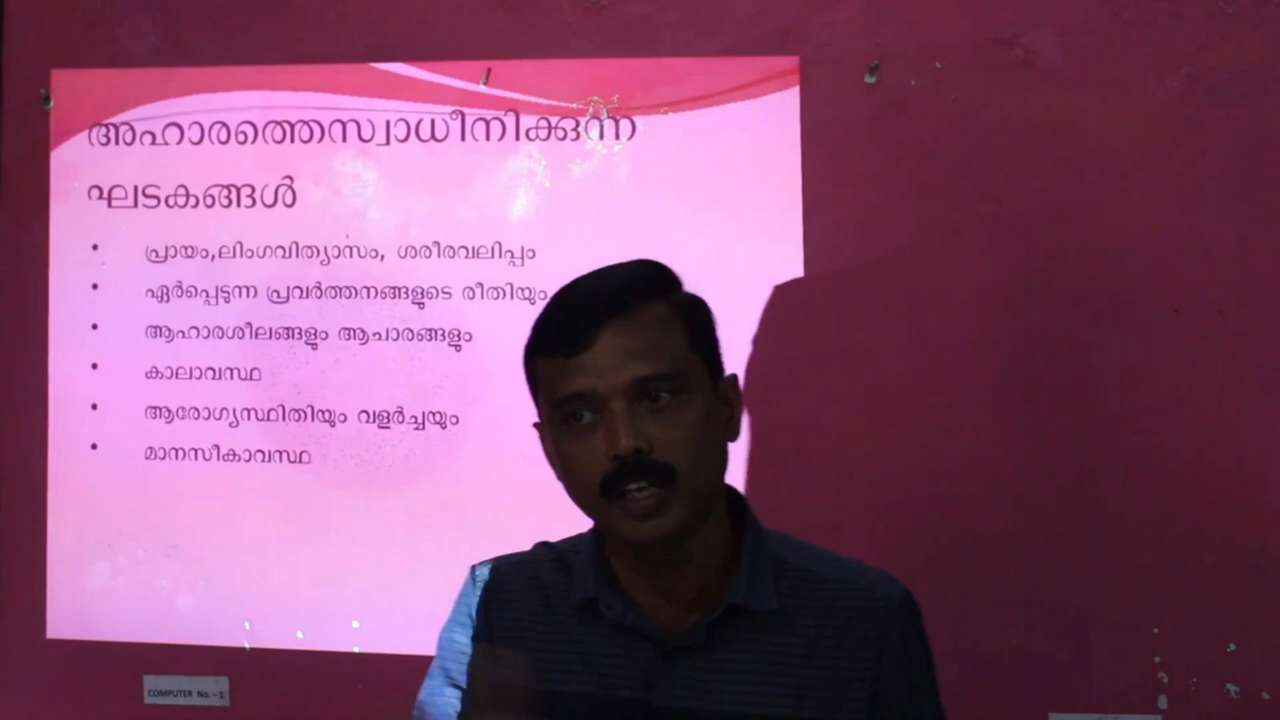 അഹാരത്തെസ്വാധീനിക്കുന്ന
ഘടകങ്ങൾ
• പ്രായം,ലിംഗവിത്യാസം, ശരീരവലിപ്പം
• ഏർപ്പെടുന്ന പ്രവർത്തനങ്ങളുടെ രീതിയും
• ആഹാരശീലങ്ങളും ആചാരങ്ങളും
• കാലാവസ്ഥ
• ആരോഗ്യസ്ഥിതിയും വളർച്ചയും
• മാനസീകാവസ്ഥ
COMPUTER No.-1